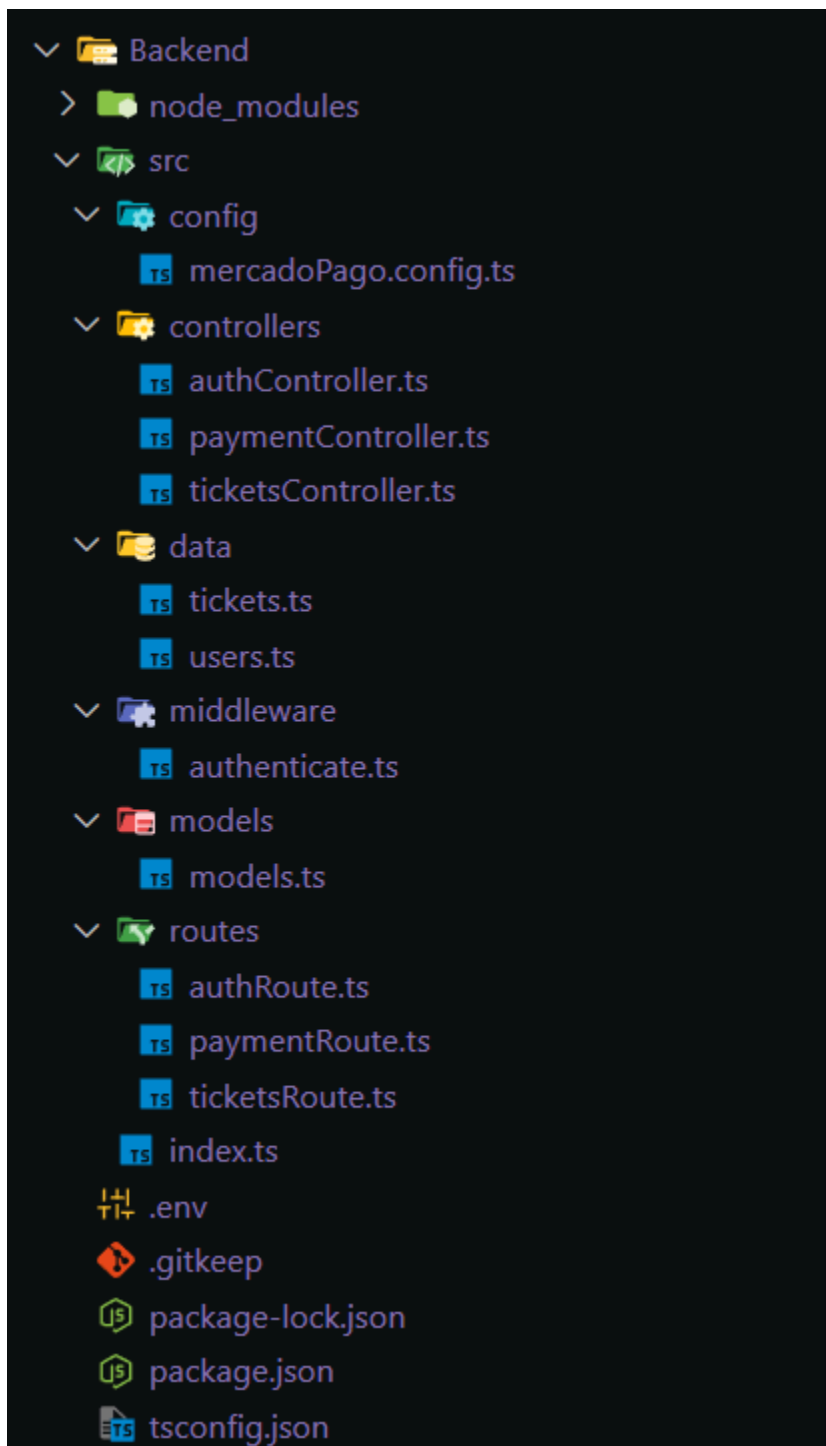 Backend
node_modules
src
config
mercadoPago.config.ts
controllers
authController.ts
paymentController.ts
ticketsController.ts
data
tickets.ts
users.ts
middleware
authenticate.ts
models
models.ts
routes
authRoute.ts
paymentRoute.ts
ticketsRoute.ts
index.ts
.env
.gitkeep
package-lock.json
package.json
tsconfig.json